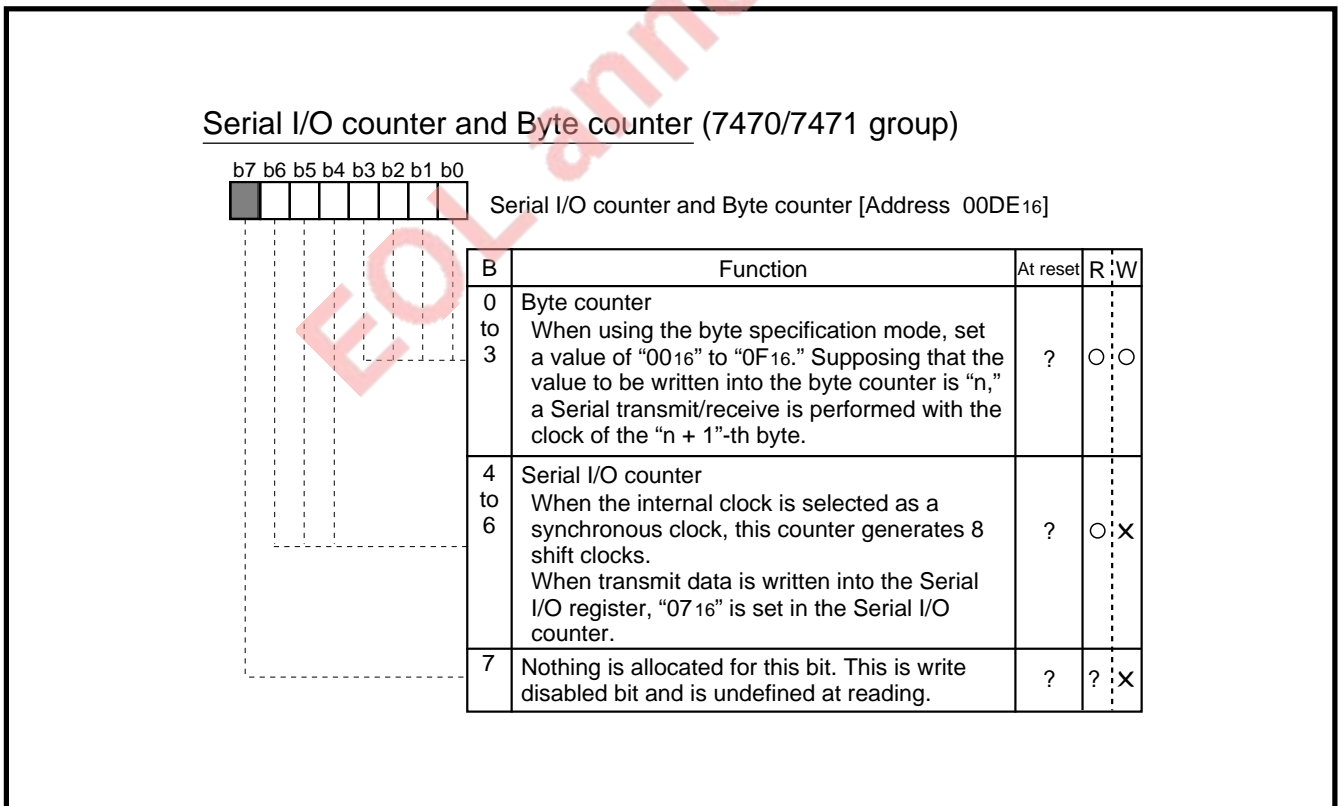 EOL ann
Serial I/O counter and Byte counter (7470/7471 group)
b7 b6 b5 b4 b3 b2 b1 b0
Serial I/O counter and Byte counter [Address 00DE16]
B Function At reset R W
0 to 3 Byte counter
When using the byte specification mode, set
a value of “0016” to “0F16.” Supposing that the
value to be written into the byte counter is “n,”
a Serial transmit/receive is performed with the
clock of the “n + 1”-th byte.
? ○ ○
4 to 6 Serial I/O counter
When the internal clock is selected as a
synchronous clock, this counter generates 8
shift clocks.
When transmit data is written into the Serial
I/O register, “0716” is set in the Serial I/O
counter.
? ○ ×
7 Nothing is allocated for this bit. This is write
disabled bit and is undefined at reading.
? ? ×